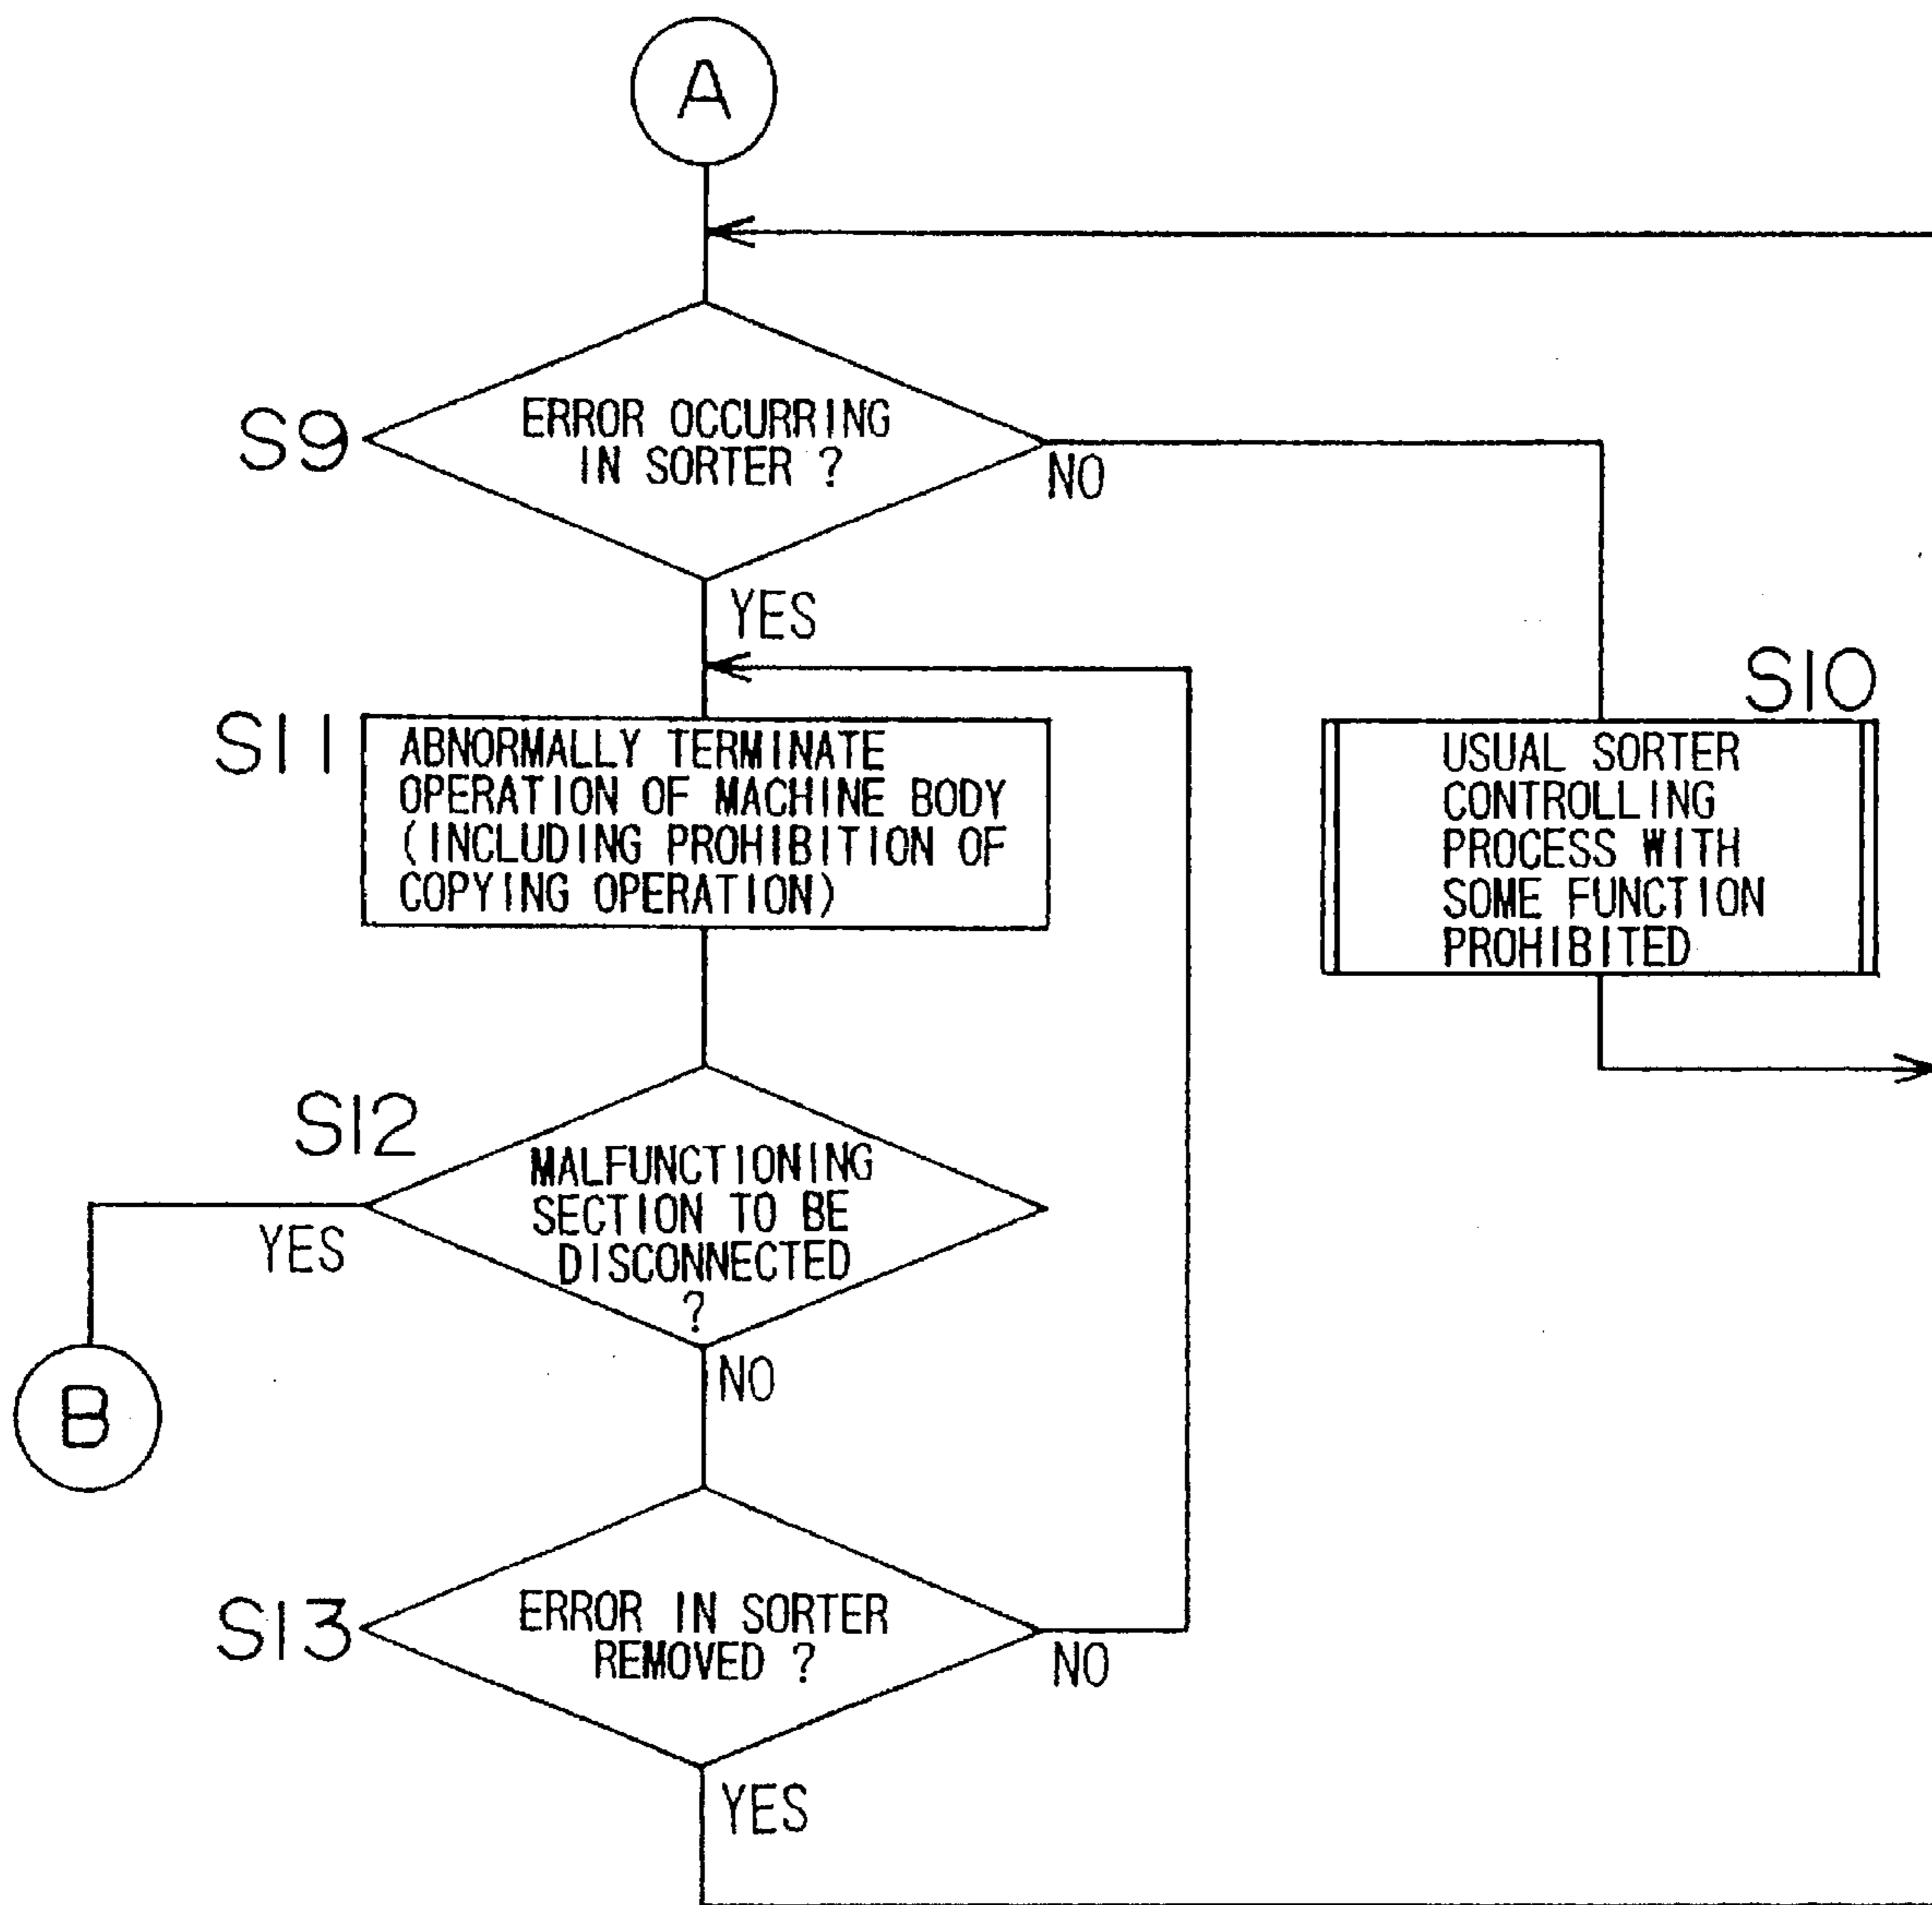 A
S9
ERROR OCCURRING
IN SORTER ?
NO
YES
S10
USUAL SORTER
CONTROLLING
PROCESS WITH
SOME FUNCTION
PROHIBITED
S11
ABNORMALLY TERMINATE
OPERATION OF MACHINE BODY
(INCLUDING PROHIBITION OF
COPYING OPERATION)
S12
MALFUNCTIONING
SECTION TO BE
DISCONNECTED
?
YES
NO
B
S13
ERROR IN SORTER
REMOVED ?
NO
YES